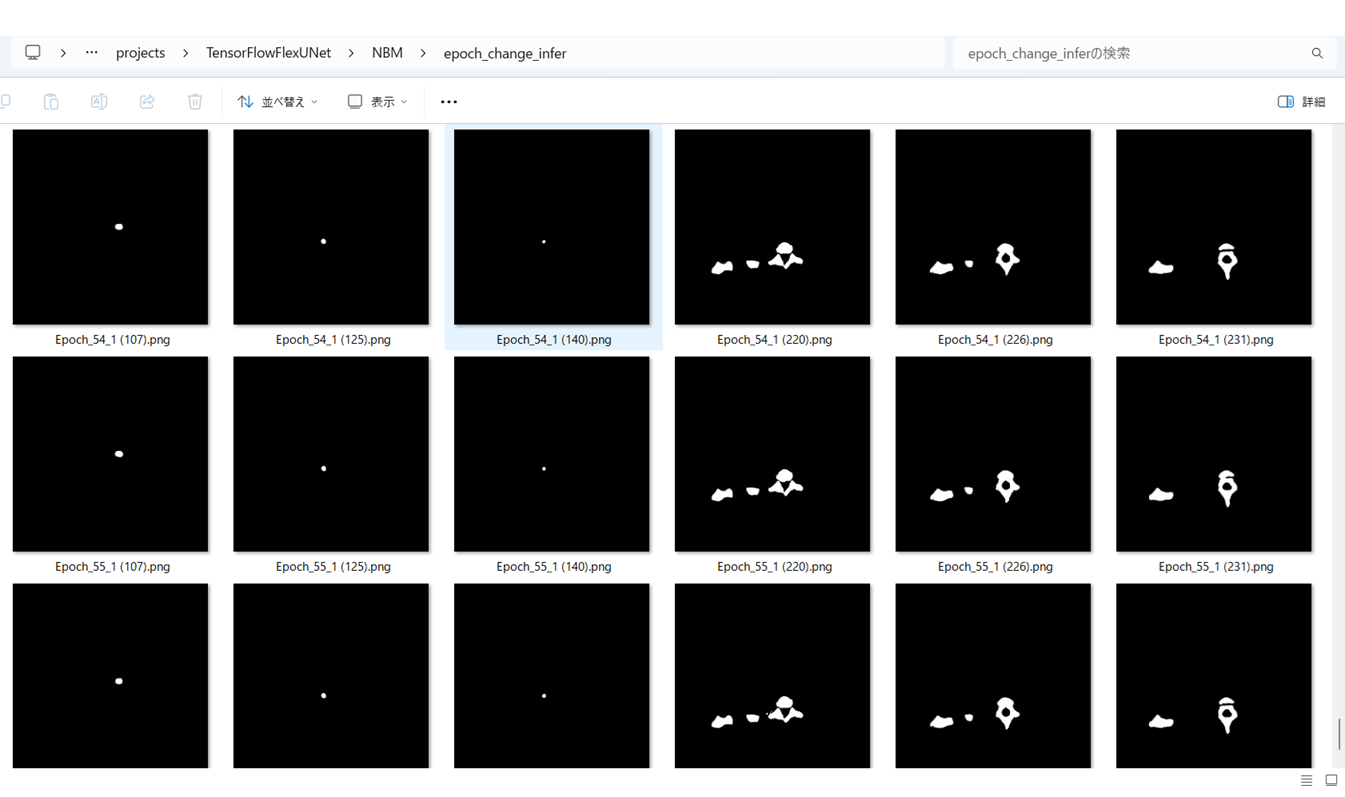 projects > TensorFlowFlexUNet > NBM > epoch_change_infer
epoch_change_inferの検索
並べ替え 表示 詳細
Epoch_54_1 (107).png Epoch_54_1 (125).png Epoch_54_1 (140).png Epoch_54_1 (220).png Epoch_54_1 (226).png Epoch_54_1 (231).png
Epoch_55_1 (107).png Epoch_55_1 (125).png Epoch_55_1 (140).png Epoch_55_1 (220).png Epoch_55_1 (226).png Epoch_55_1 (231).png